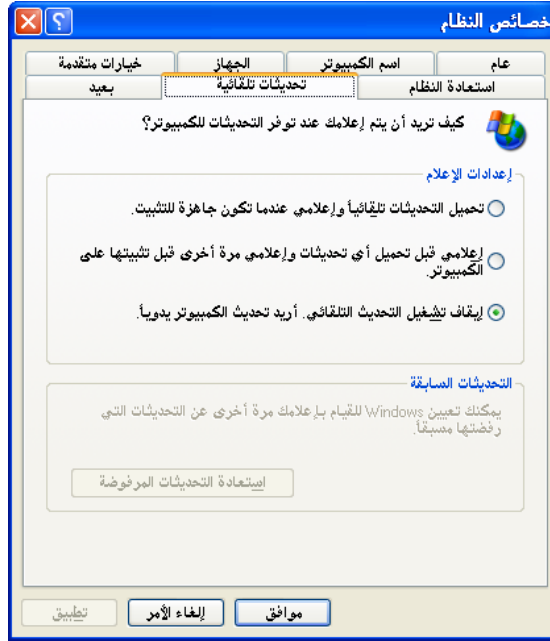 خصائص النظام
عام
اسم الكمبيوتر
الجهاز
خيارات متقدمة
استعادة النظام
تحديثات تلقائية
بعيد
كيف تريد أن يتم إعلامك عند توفر التحديثات للكمبيوتر؟
إعدادات الإعلام
تحميل التحديثات تلقائياً وإعلامي عندما تكون جاهزة للتثبيت.
إعلامي قبل تحميل أي تحديثات وإعلامي مرة أخرى قبل تثبيتها على
الكمبيوتر.
إيقاف تشغيل التحديث التلقائي. أريد تحديث الكمبيوتر يدوياً.
التحديثات السابقة
يمكنك تعيين Windows للقيام بإعلامك مرة أخرى عن التحديثات التي
رفضتها مسبقاً.
استعادة التحديثات المرفوضة
موافق
إلغاء الأمر
تطبيق